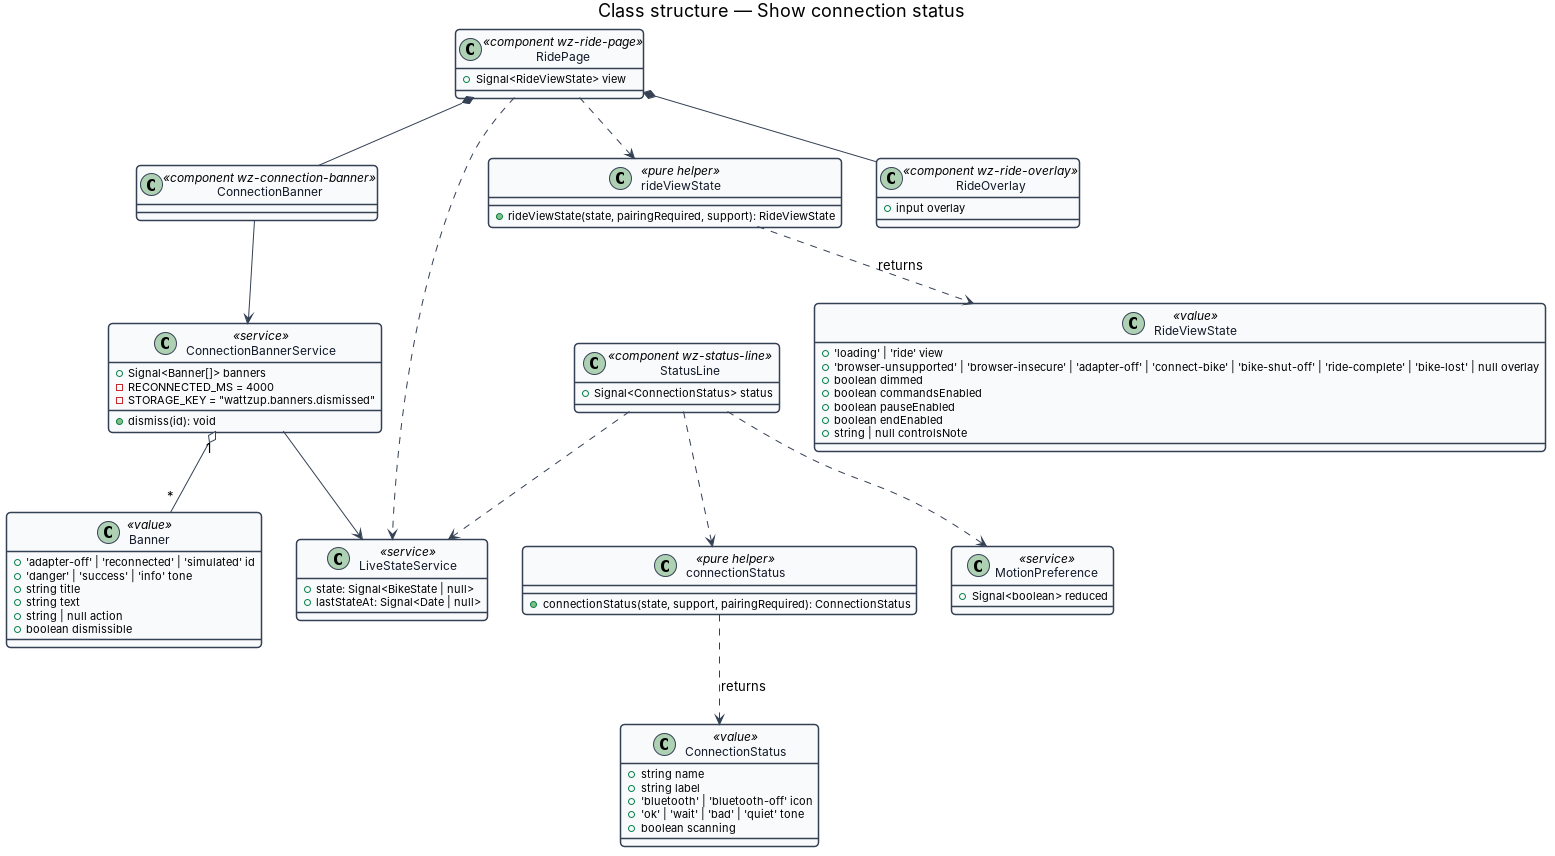 Class structure — Show connection status
C
«component wz-ride-page»
RidePage
Signal<RideViewState> view
C
«component wz-connection-banner»
ConnectionBanner
C
«pure helper»
rideViewState
rideViewState(state, pairingRequired, support): RideViewState
C
«component wz-ride-overlay»
RideOverlay
input overlay
returns
C
«service»
ConnectionBannerService
Signal<Banner[]> banners
RECONNECTED_MS = 4000
STORAGE_KEY = "wattzup.banners.dismissed"
dismiss(id): void
C
«component wz-status-line»
StatusLine
Signal<ConnectionStatus> status
C
«value»
RideViewState
'loading' | 'ride' view
'browser-unsupported' | 'browser-insecure' | 'adapter-off' | 'connect-bike' | 'bike-shut-off' | 'ride-complete' | 'bike-lost' | null overlay
boolean dimmed
boolean commandsEnabled
boolean pauseEnabled
boolean endEnabled
string | null controlsNote
1
*
C
«value»
Banner
'adapter-off' | 'reconnected' | 'simulated' id
'danger' | 'success' | 'info' tone
string title
string text
string | null action
boolean dismissible
C
«service»
LiveStateService
state: Signal<BikeState | null>
lastStateAt: Signal<Date | null>
C
«pure helper»
connectionStatus
connectionStatus(state, support, pairingRequired): ConnectionStatus
C
«service»
MotionPreference
Signal<boolean> reduced
returns
C
«value»
ConnectionStatus
string name
string label
'bluetooth' | 'bluetooth-off' icon
'ok' | 'wait' | 'bad' | 'quiet' tone
boolean scanning